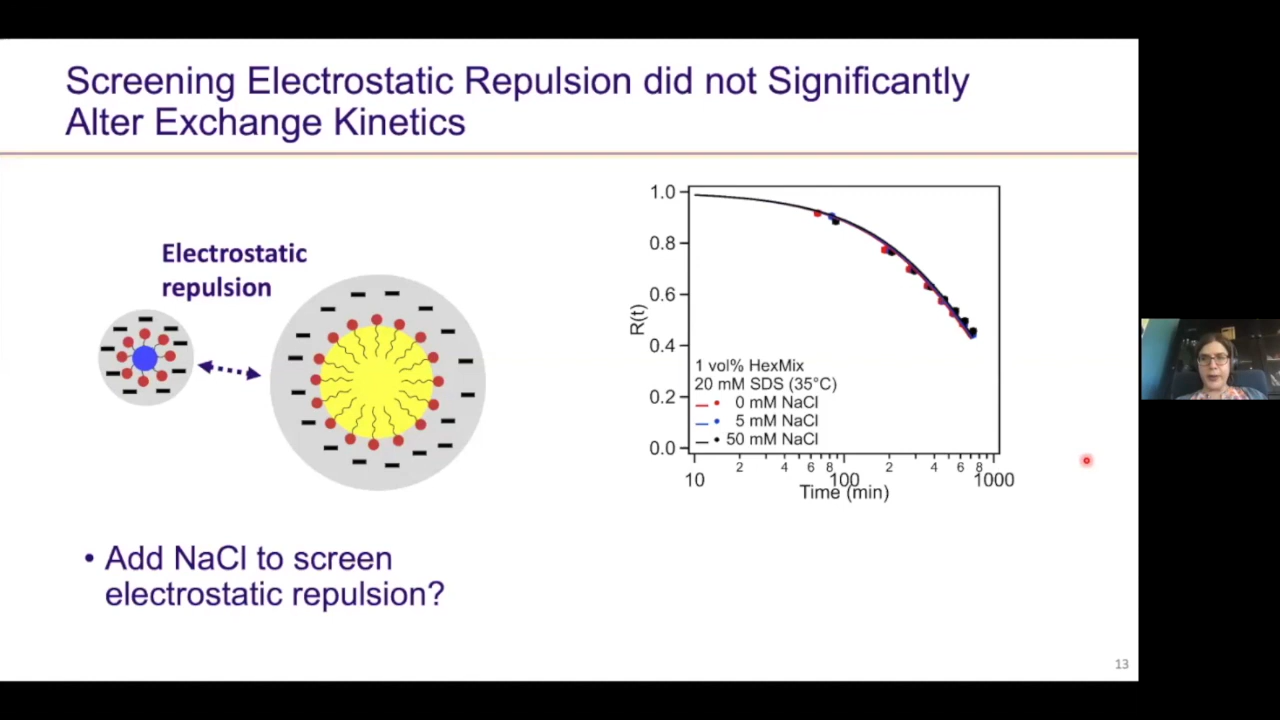 Screening Electrostatic Repulsion did not Significantly
Alter Exchange Kinetics
Electrostatic
repulsion
• Add NaCl to screen
electrostatic repulsion?
1.0
0.8
0.6
0.4
0.2
0.0
R(t)
1 vol% HexMix
20 mM SDS (35°C)
0 mM NaCl
5 mM NaCl
50 mM NaCl
2 4 6 8 2 4 6 8
10 100 1000
Time (min)
13